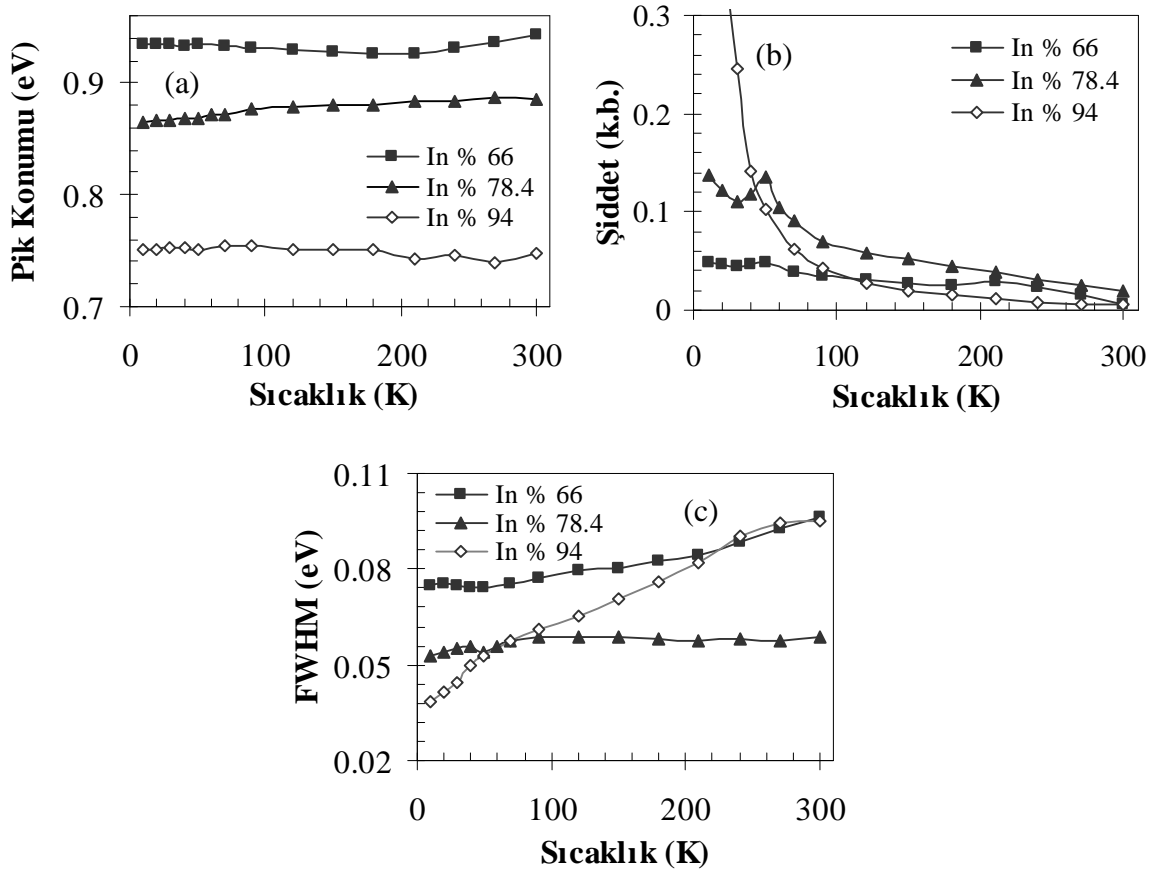 Pik Konumu (eV)
0.9
0.8
0.7
(a)
In % 66
In % 78.4
In % 94
0
100
200
300
Sıcaklık (K)
Şiddet (k.b.)
0.3
0.2
0.1
0
(b)
In % 66
In % 78.4
In % 94
0
100
200
300
Sıcaklık (K)
FWHM (eV)
0.11
0.08
0.05
0.02
In % 66
In % 78.4
In % 94
(c)
0
100
200
300
Sıcaklık (K)